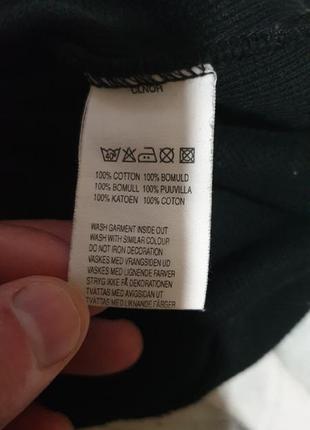 100% COTTON 100% BOMULD
100% BOMULL 100% PUUVILLA
100% KATOEN 100% COTON
WASH GARMENT INSIDE OUT
WASH WITH SIMILAR COLOUR
DO NOT IRON DECORATION
VASKES MED VRANGSIDEN UD
VASKES MED LIGNENDE FARVER
STRYG IKKE PÅ DEKORATIONEN
TVÄTTAS MED AVIGSIDAN UT
TVÄTTAS MED LIKNANDE FÄRGER